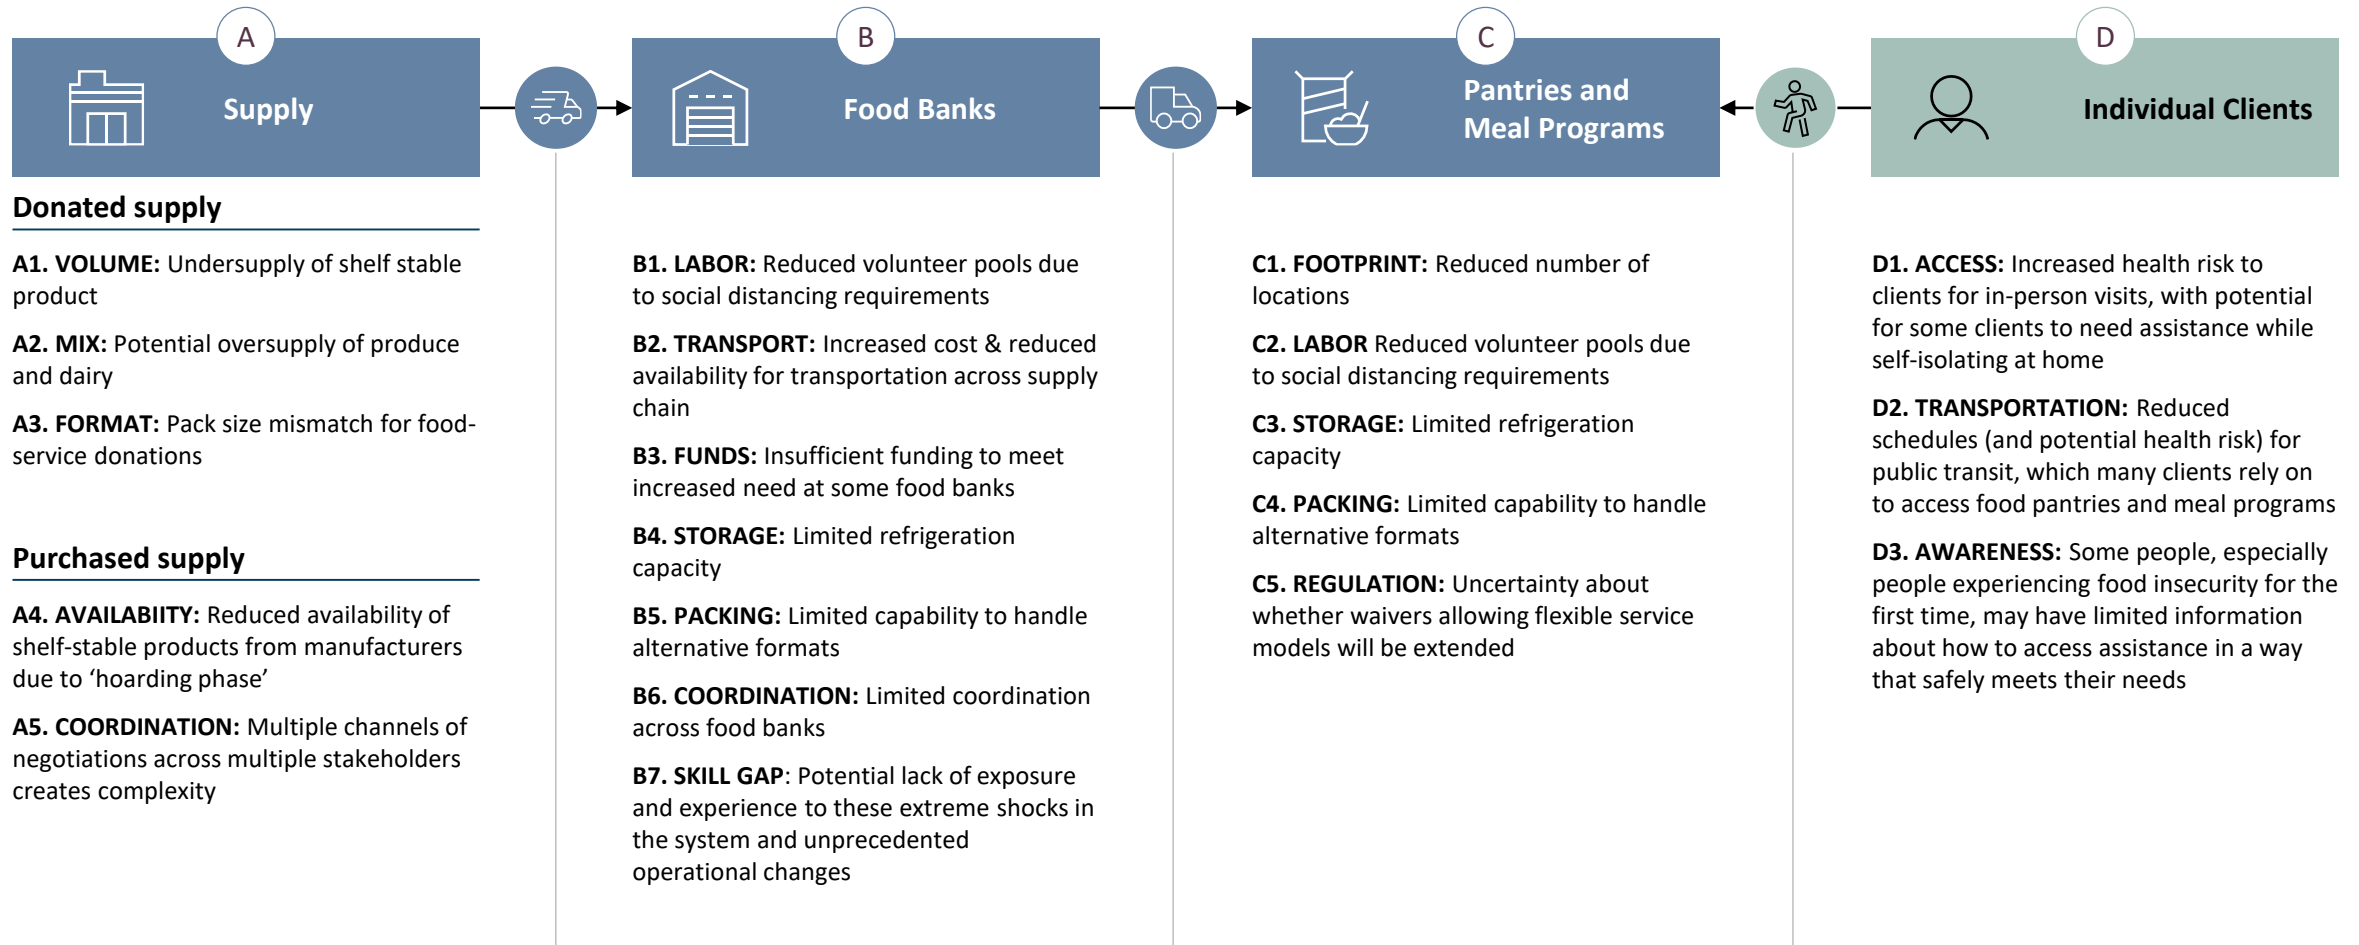 A
Supply
Donated supply
A1. VOLUME: Undersupply of shelf stable
product
A2. MIX: Potential oversupply of produce
and dairy
A3. FORMAT: Pack size mismatch for food-
service donations
Purchased supply
A4. AVAILABIITY: Reduced availability of
shelf-stable products from manufacturers
due to ‘hoarding phase’
A5. COORDINATION: Multiple channels of
negotiations across multiple stakeholders
creates complexity
B
Food Banks
B1. LABOR: Reduced volunteer pools due
to social distancing requirements
B2. TRANSPORT: Increased cost & reduced
availability for transportation across supply
chain
B3. FUNDS: Insufficient funding to meet
increased need at some food banks
B4. STORAGE: Limited refrigeration
capacity
B5. PACKING: Limited capability to handle
alternative formats
B6. COORDINATION: Limited coordination
across food banks
B7. SKILL GAP: Potential lack of exposure
and experience to these extreme shocks in
the system and unprecedented
operational changes
C
Pantries and
Meal Programs
C1. FOOTPRINT: Reduced number of
locations
C2. LABOR Reduced volunteer pools due
to social distancing requirements
C3. STORAGE: Limited refrigeration
capacity
C4. PACKING: Limited capability to handle
alternative formats
C5. REGULATION: Uncertainty about
whether waivers allowing flexible service
models will be extended
D
Individual Clients
D1. ACCESS: Increased health risk to
clients for in-person visits, with potential
for some clients to need assistance while
self-isolating at home
D2. TRANSPORTATION: Reduced
schedules (and potential health risk) for
public transit, which many clients rely on
to access food pantries and meal programs
D3. AWARENESS: Some people, especially
people experiencing food insecurity for the
first time, may have limited information
about how to access assistance in a way
that safely meets their needs